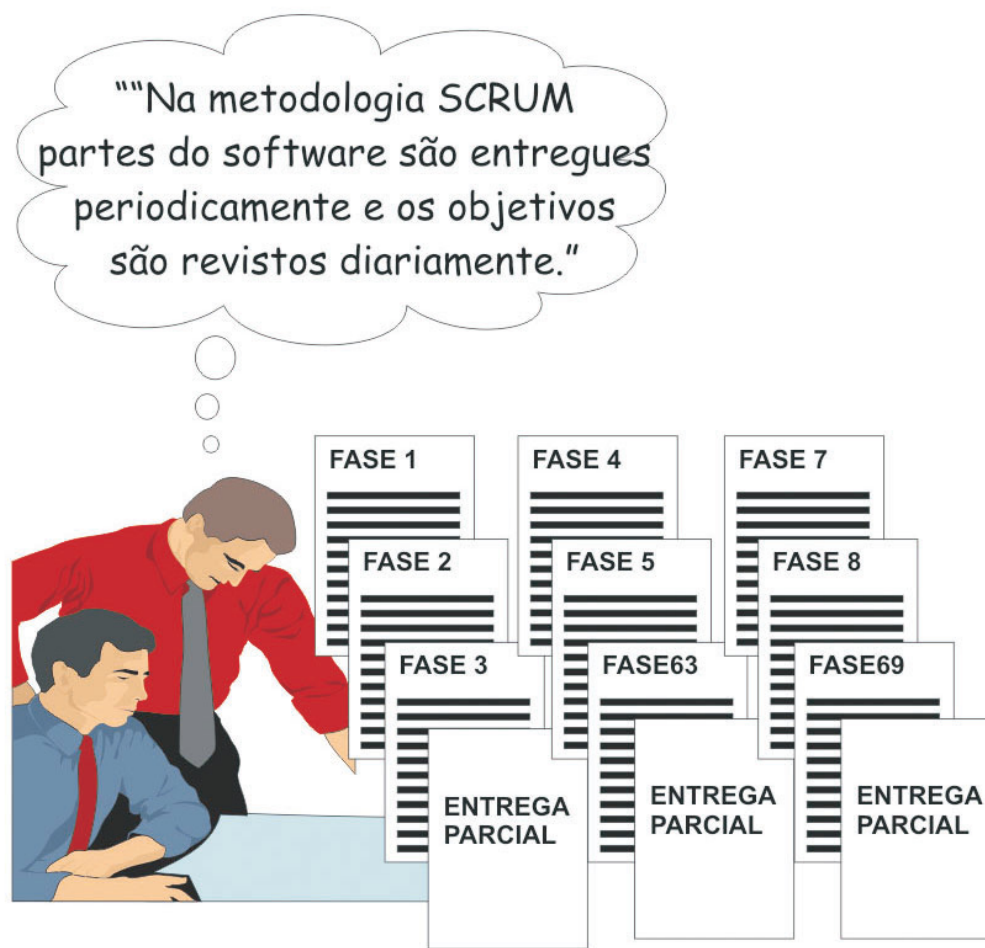 ““Na metodologia SCRUM
partes do software são entregues
periodicamente e os objetivos
são revistos diariamente.”
FASE 1
FASE 2
FASE 3
ENTREGA
PARCIAL
FASE 4
FASE 5
FASE63
ENTREGA
PARCIAL
FASE 7
FASE 8
FASE69
ENTREGA
PARCIAL